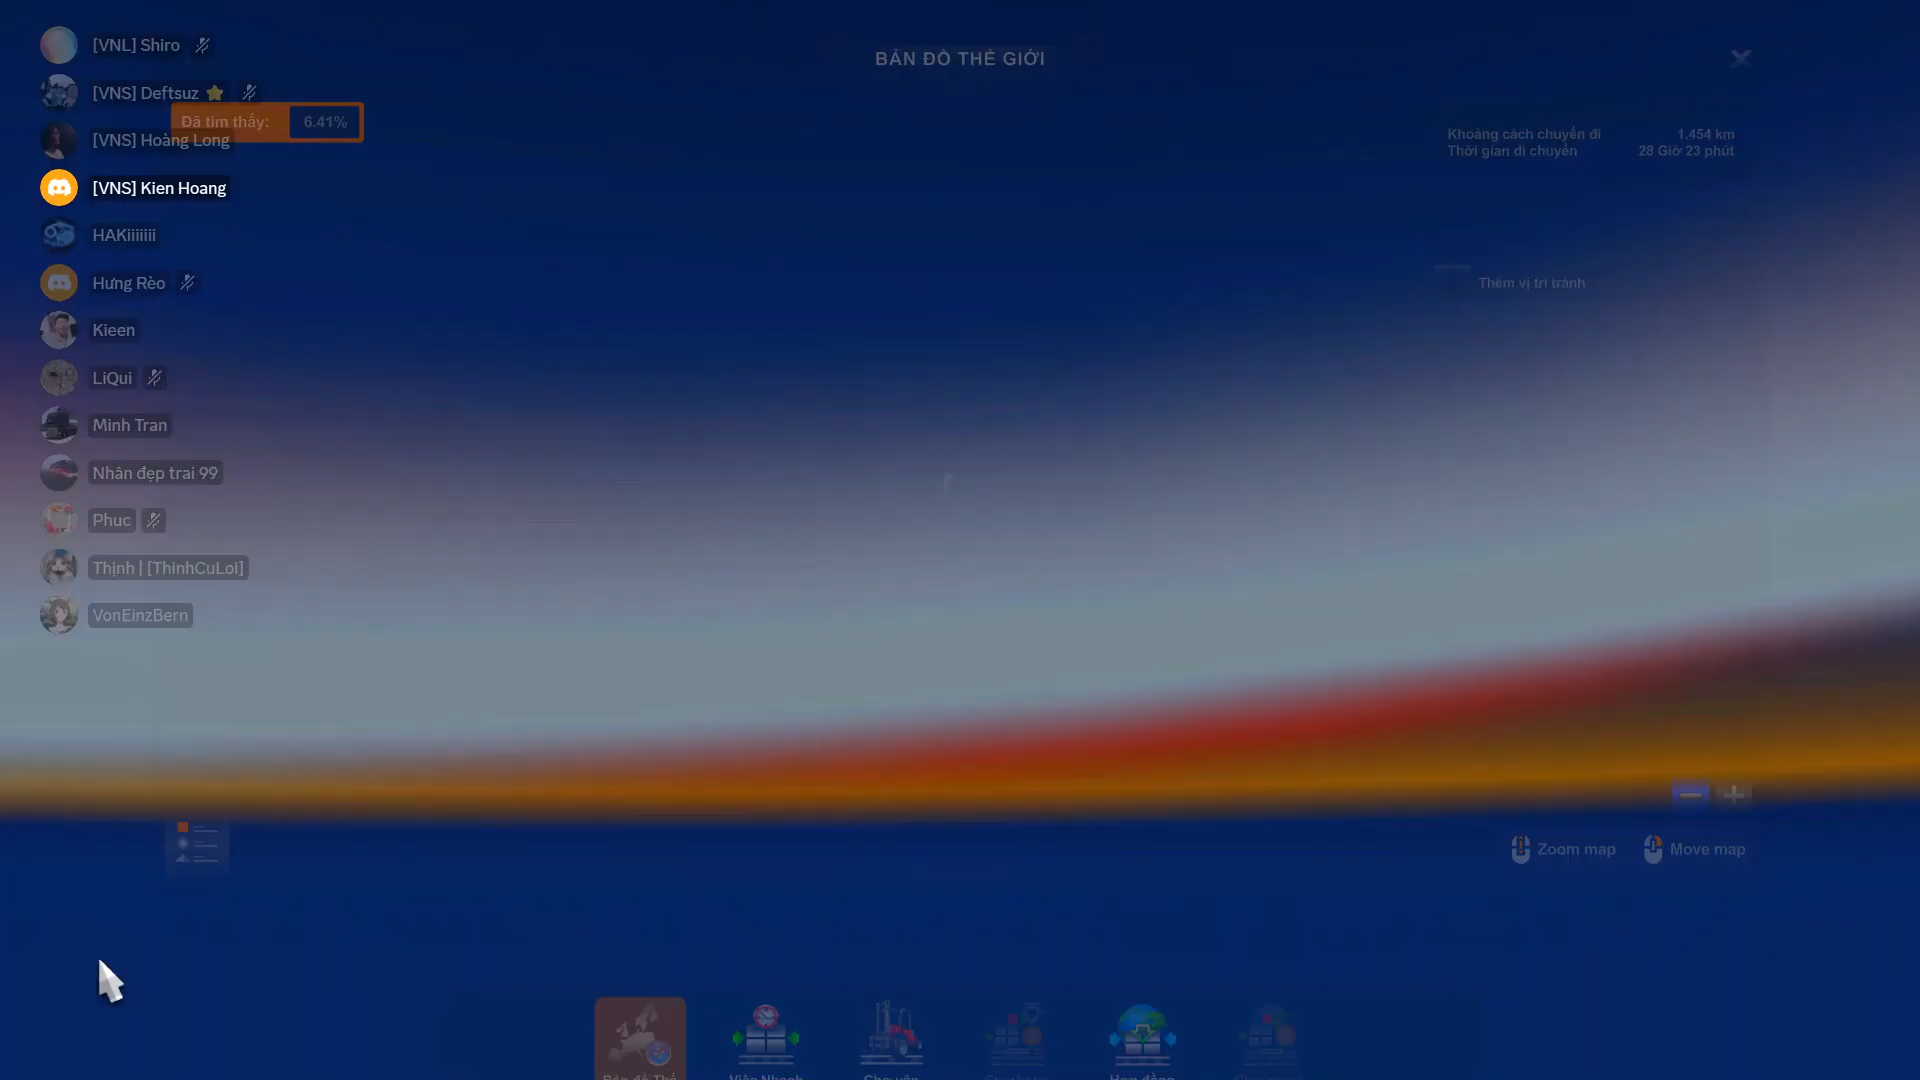 [VNL] Shiro
BẢN ĐỒ THẾ GIỚI
[VNS] Deftsuz
Đã tìm thấy: 6.41%
[VNS] Hoàng Long
Khoảng cách chuyến đi 1.454 km
Thời gian di chuyển 28 Giờ 23 phút
[VNS] Kien Hoang
HAKiiiiiii
Hưng Rèo
Thêm vị trí tránh
Kieen
LiQui
Minh Tran
Nhân đẹp trai 99
Phuc
Thịnh | [ThinhCuLoi]
VonEinzBern
Zoom map
Move map